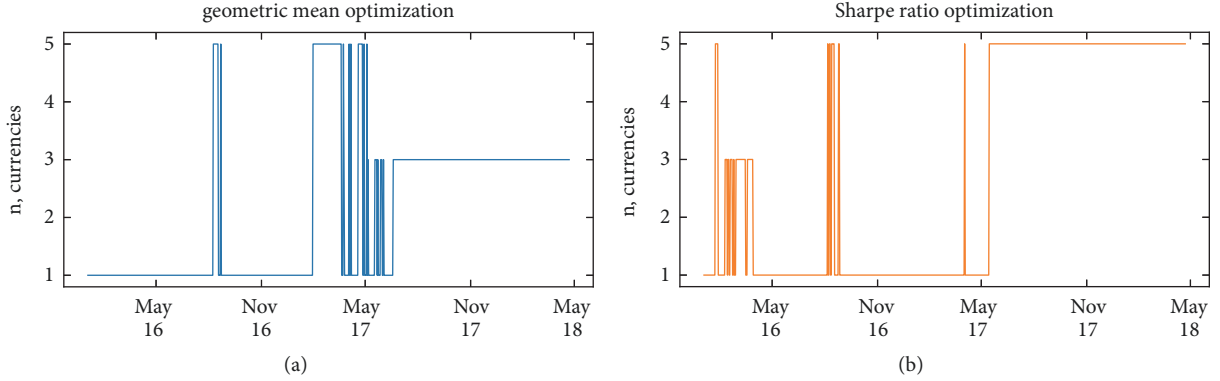 geometric mean optimization
n, currencies
5
4
3
2
1
May
16
Nov
16
May
17
Nov
17
May
18
(a)
Sharpe ratio optimization
n, currencies
5
4
3
2
1
May
16
Nov
16
May
17
Nov
17
May
18
(b)